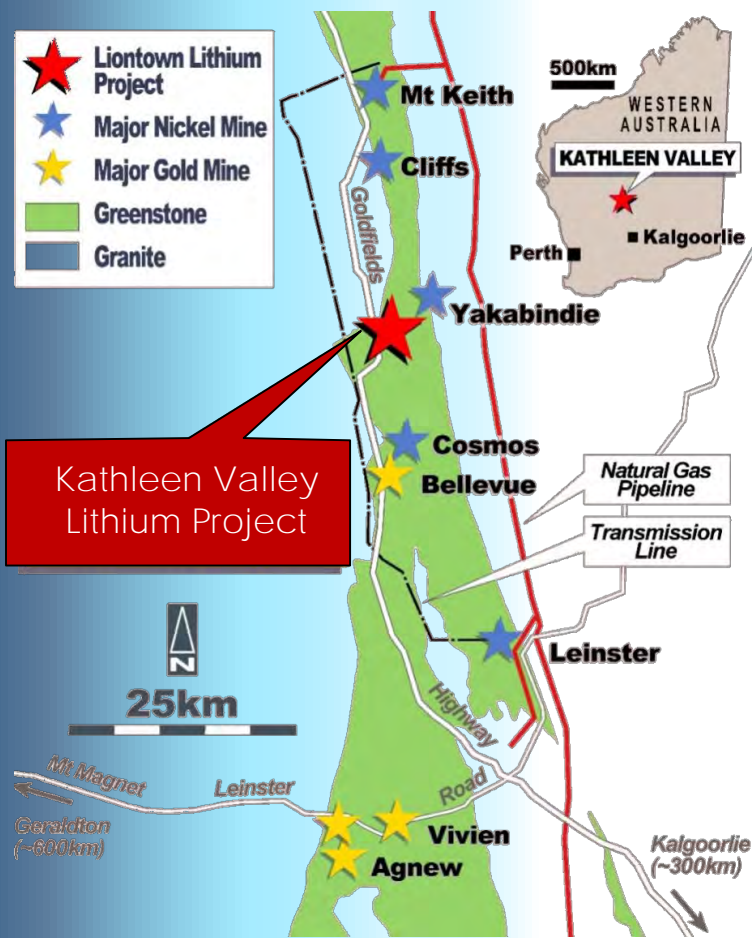 Liontown Lithium
Project
Major Nickel Mine
Major Gold Mine
Greenstone
Granite
500km
WESTERN
AUSTRALIA
KATHLEEN VALLEY
Kalgoorlie
Perth
Mt Keith
Cliffs
Goldfields
Yakabindie
Kathleen Valley
Lithium Project
Cosmos
Bellevue
Natural Gas
Pipeline
Transmission
Line
N
Leinster
25km
Highway
Mt Magnet
Leinster
Road
Geraldton
(~600km)
Vivien
Agnew
Kalgoorlie
(~300km)